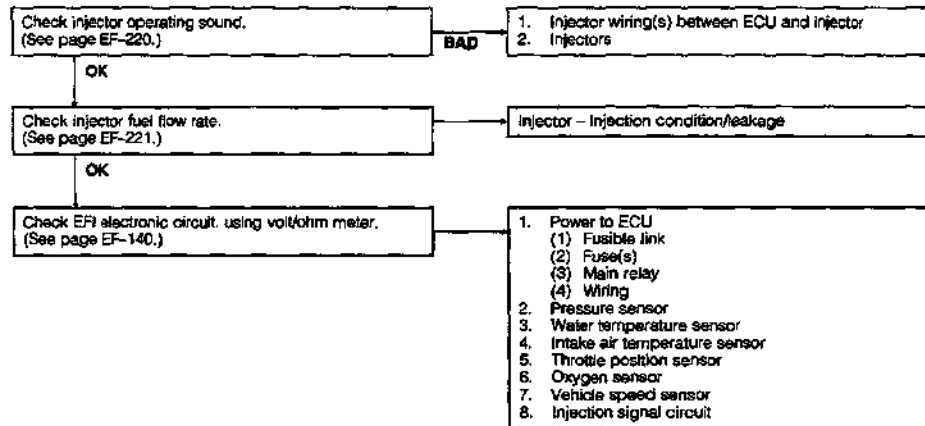 Check injector operating sound.
(See page EF–220.)
BAD
1. Injector wiring(s) between ECU and injector
2. Injectors
OK
Check injector fuel flow rate.
(See page EF–221.)
Injector – Injection condition/leakage
OK
Check EFI electronic circuit, using volt/ohm meter.
(See page EF–140.)
1. Power to ECU
(1) Fusible link
(2) Fuse(s)
(3) Main relay
(4) Wiring
2. Pressure sensor
3. Water temperature sensor
4. Intake air temperature sensor
5. Throttle position sensor
6. Oxygen sensor
7. Vehicle speed sensor
8. Injection signal circuit